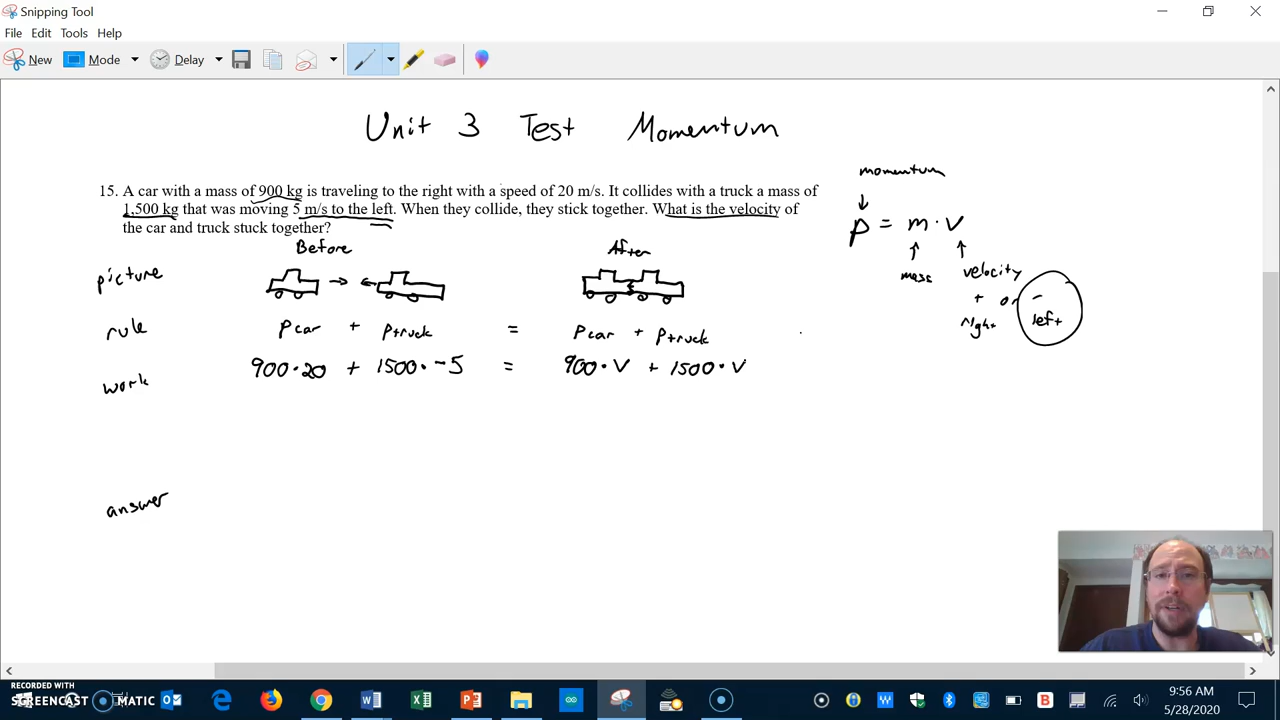 Snipping Tool
File Edit Tools Help
New Mode Delay
Unit 3 Test Momentum
15. A car with a mass of 900 kg is traveling to the right with a speed of 20 m/s. It collides with a truck a mass of
1,500 kg that was moving 5 m/s to the left. When they collide, they stick together. What is the velocity of
the car and truck stuck together?
momentum
p = m · v
mass
velocity
+ or -
right left
Before After
picture
rule Pcar + Ptruck = Pcar + Ptruck
work 900·20 + 1500·-5 = 900·V + 1500·V
answer
RECORDED WITH
SCREENCAST MATIC
9:56 AM
5/28/2020